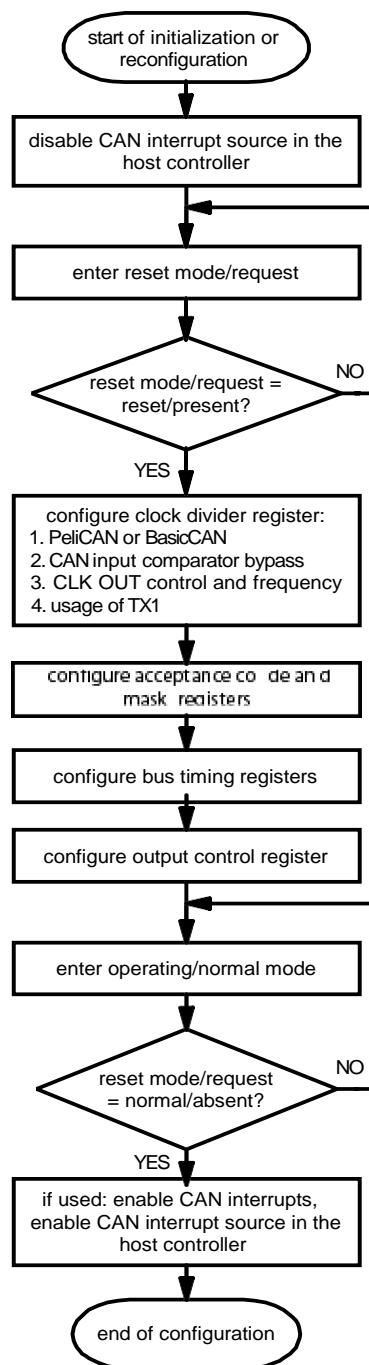 start of initialization or
reconfiguration
disable CAN interrupt source in the
host controller
enter reset mode/request
reset mode/request =
reset/present?
NO
YES
configure clock divider register:
1. PeliCAN or BasicCAN
2. CAN input comparator bypass
3. CLK OUT control and frequency
4. usage of TX1
configure acceptance co de and
mask registers
configure bus timing registers
configure output control register
enter operating/normal mode
reset mode/request
= normal/absent?
NO
YES
if used: enable CAN interrupts,
enable CAN interrupt source in the
host controller
end of configuration